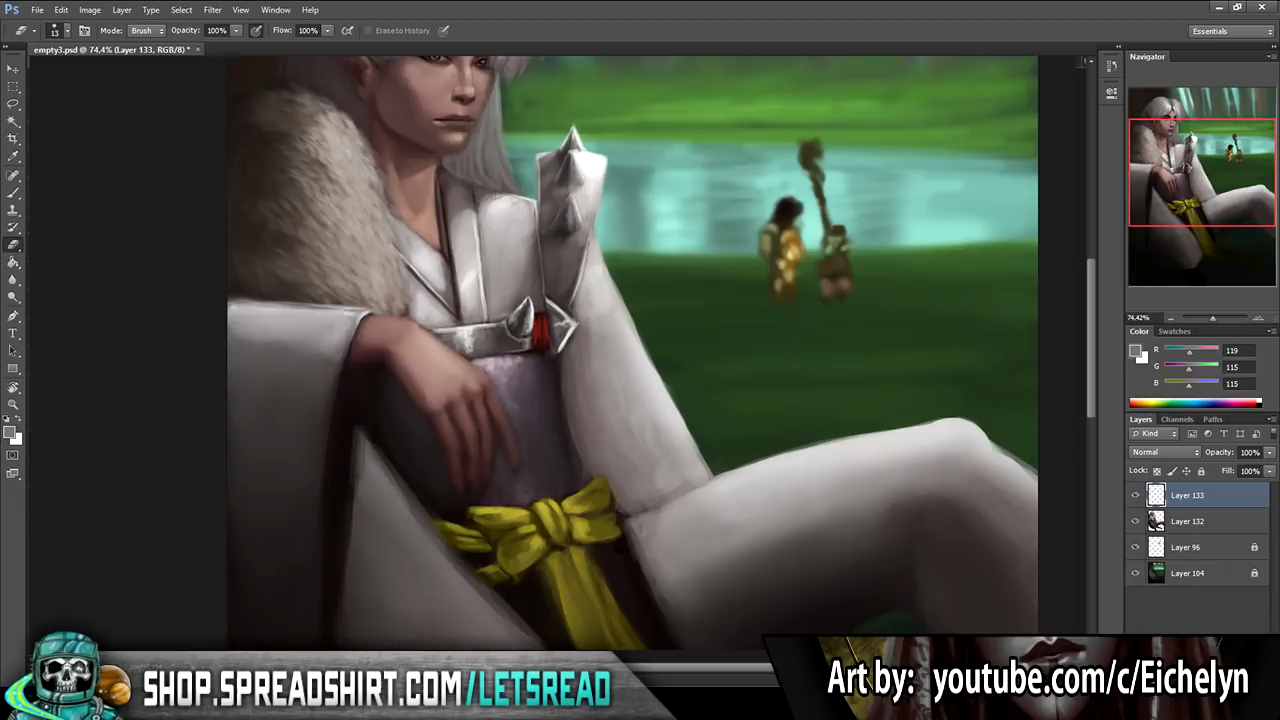 Ps File Edit Image Layer Type Select Filter View Window Help
13 Mode: Brush Opacity: 100% Flow: 100% Erase to History Essentials
empty3.psd @ 74,4% (Layer 133, RGB/8) * ×
Navigator
74,42%
Color Swatches
R 119
G 115
B 115
Layers Channels Paths
Kind
Normal Opacity: 100%
Lock: Fill: 100%
Layer 133
Layer 132
Layer 96
Layer 104
SHOP.SPREADSHIRT.COM/LETSREAD
Art by: youtube.com/c/Eichelyn